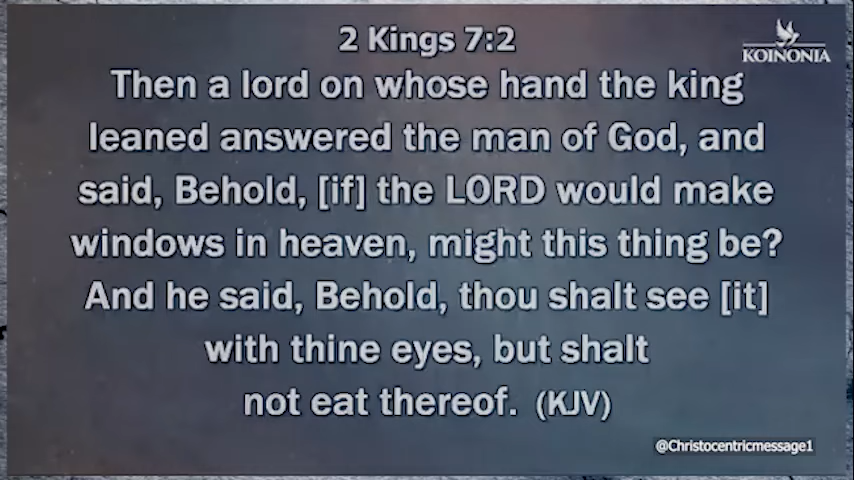 2 Kings 7:2
KOINONIA
Then a lord on whose hand the king
leaned answered the man of God, and
said, Behold, [if] the LORD would make
windows in heaven, might this thing be?
And he said, Behold, thou shalt see [it]
with thine eyes, but shalt
not eat thereof. (KJV)
@Christocentricmessage1